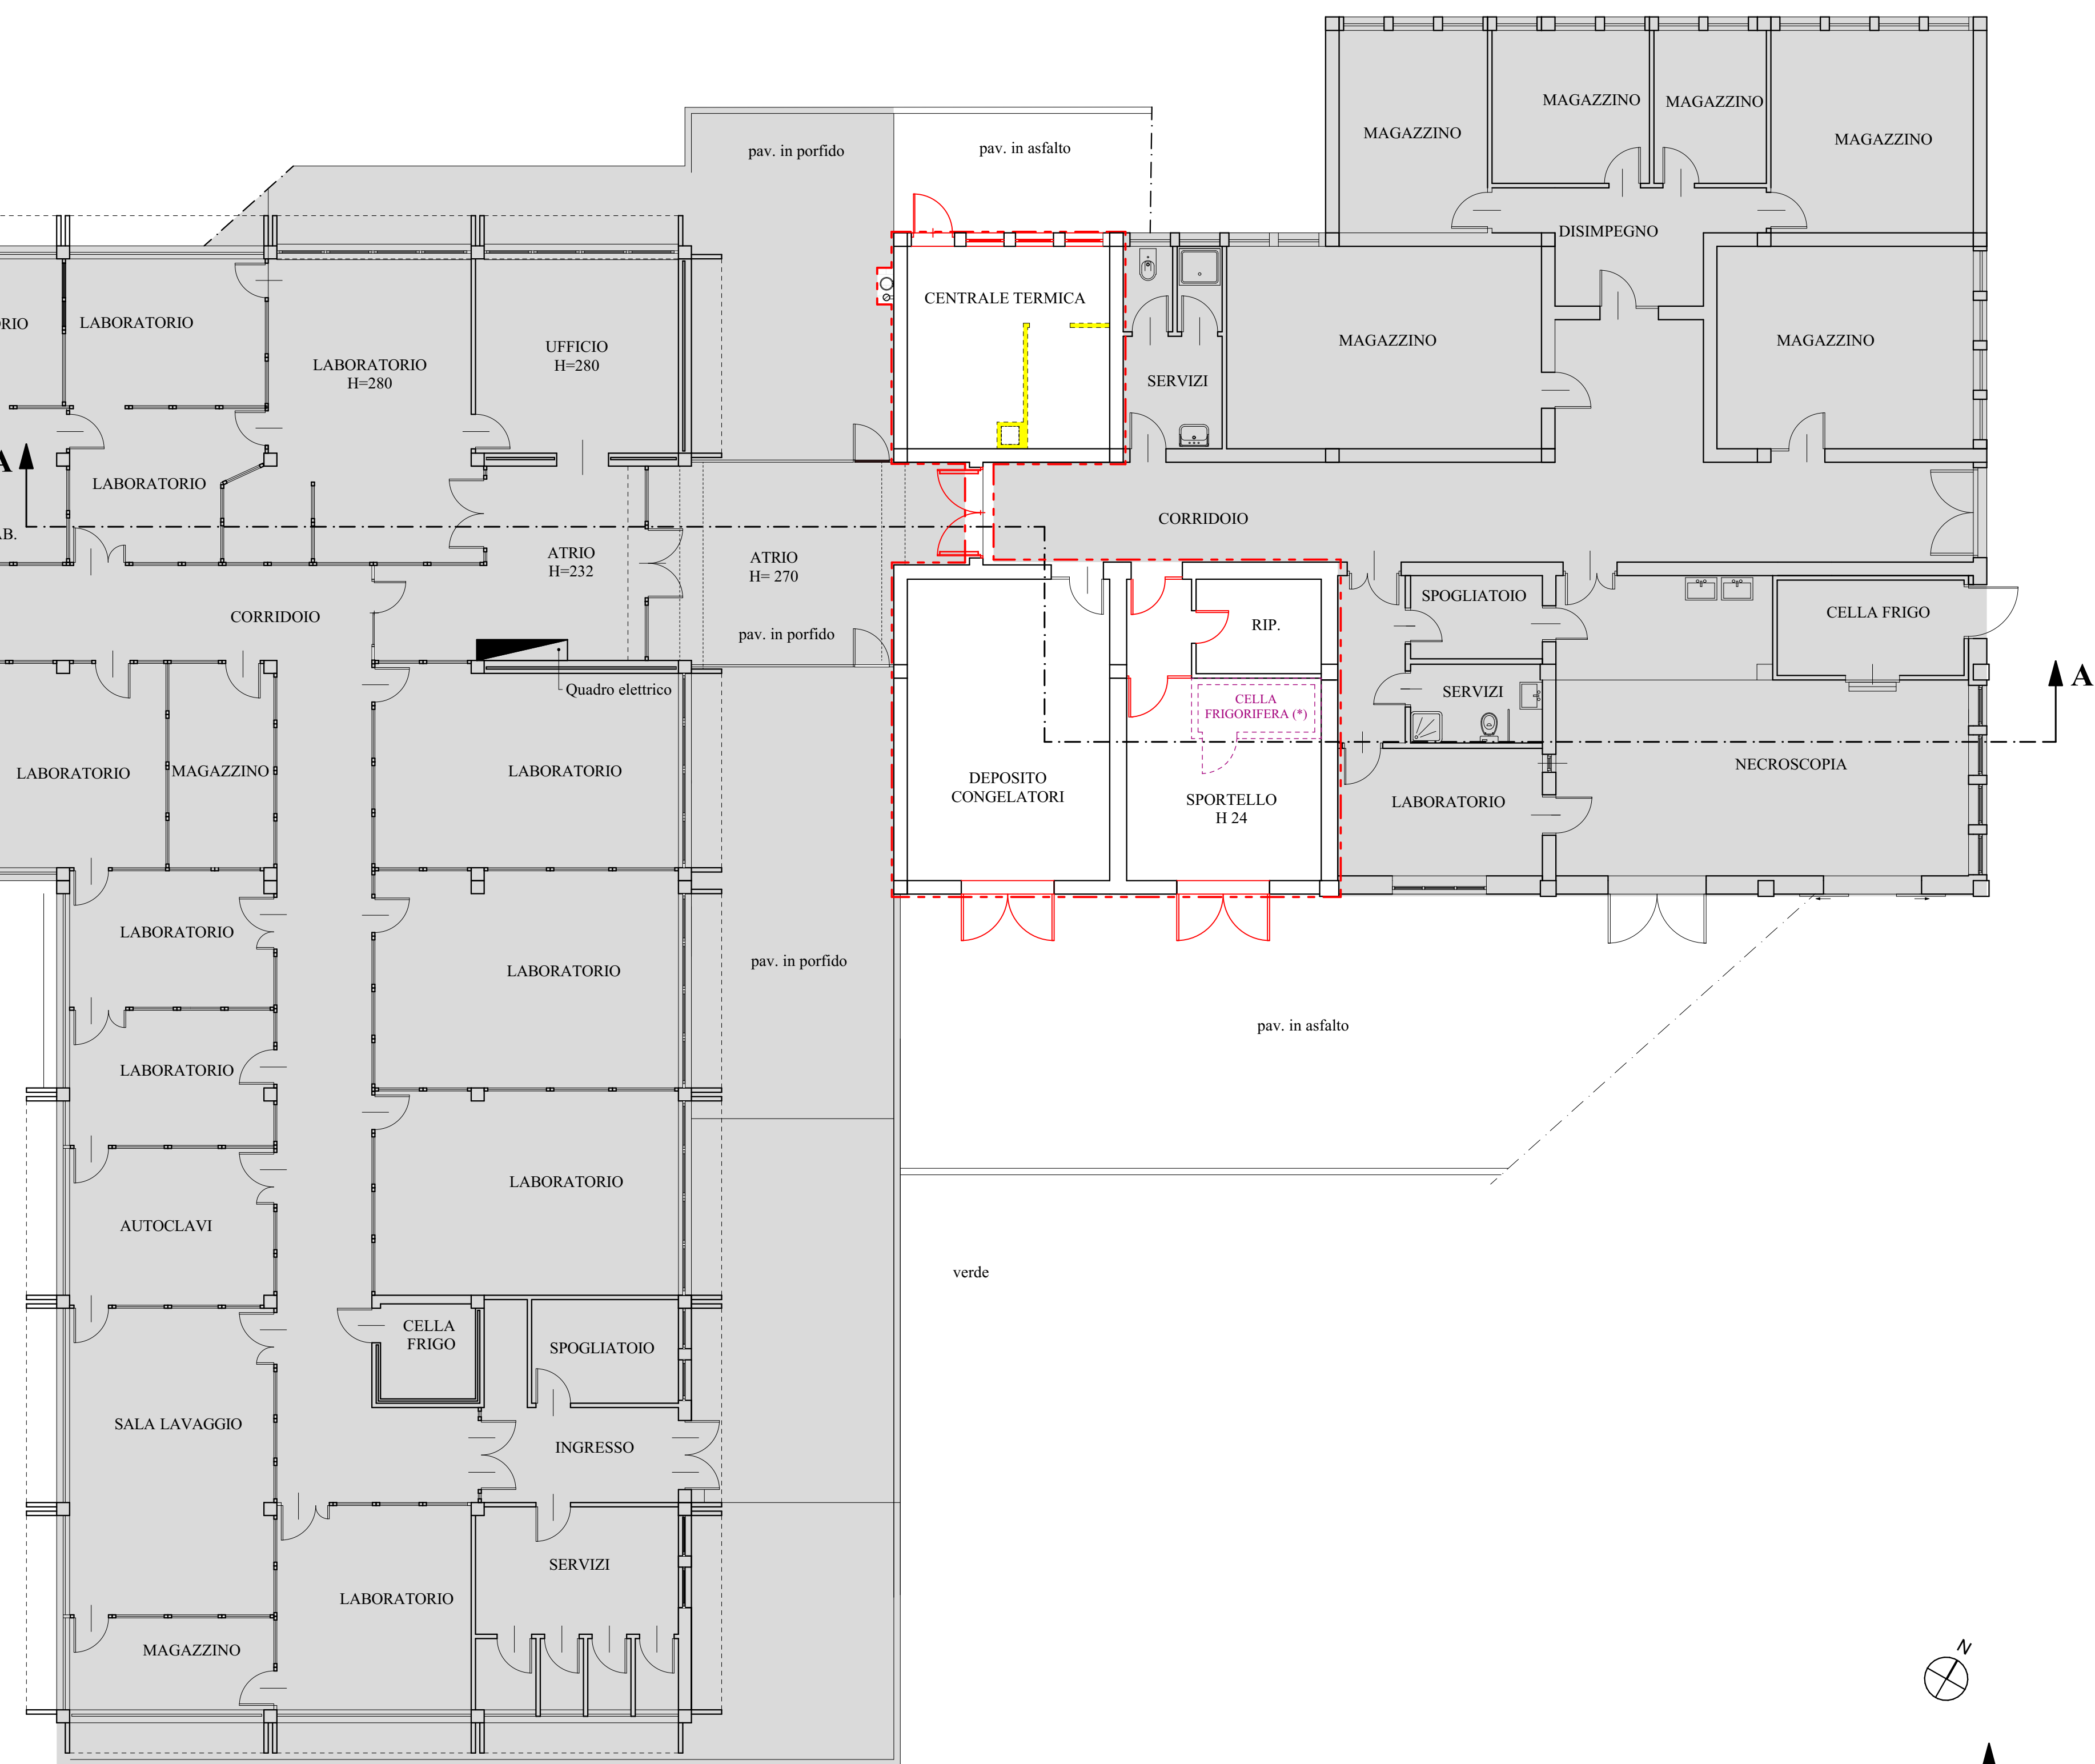 MAGAZZINO
MAGAZZINO
MAGAZZINO
MAGAZZINO
pav. in porfido
pav. in asfalto
DISIMPEGNO
CENTRALE TERMICA
RIO
LABORATORIO
LABORATORIO
H=280
UFFICIO
H=280
SERVIZI
MAGAZZINO
MAGAZZINO
A
LABORATORIO
CORRIDOIO
AB.
ATRIO
H=232
ATRIO
H= 270
CORRIDOIO
pav. in porfido
RIP.
SPOGLIATOIO
CELLA FRIGO
Quadro elettrico
CELLA
FRIGORIFERA (*)
SERVIZI
A
LABORATORIO
MAGAZZINO
LABORATORIO
DEPOSITO
CONGELATORI
SPORTELLO
H 24
LABORATORIO
NECROSCOPIA
LABORATORIO
LABORATORIO
pav. in porfido
pav. in asfalto
LABORATORIO
LABORATORIO
AUTOCLAVI
verde
CELLA
FRIGO
SPOGLIATOIO
SALA LAVAGGIO
INGRESSO
SERVIZI
LABORATORIO
MAGAZZINO
N